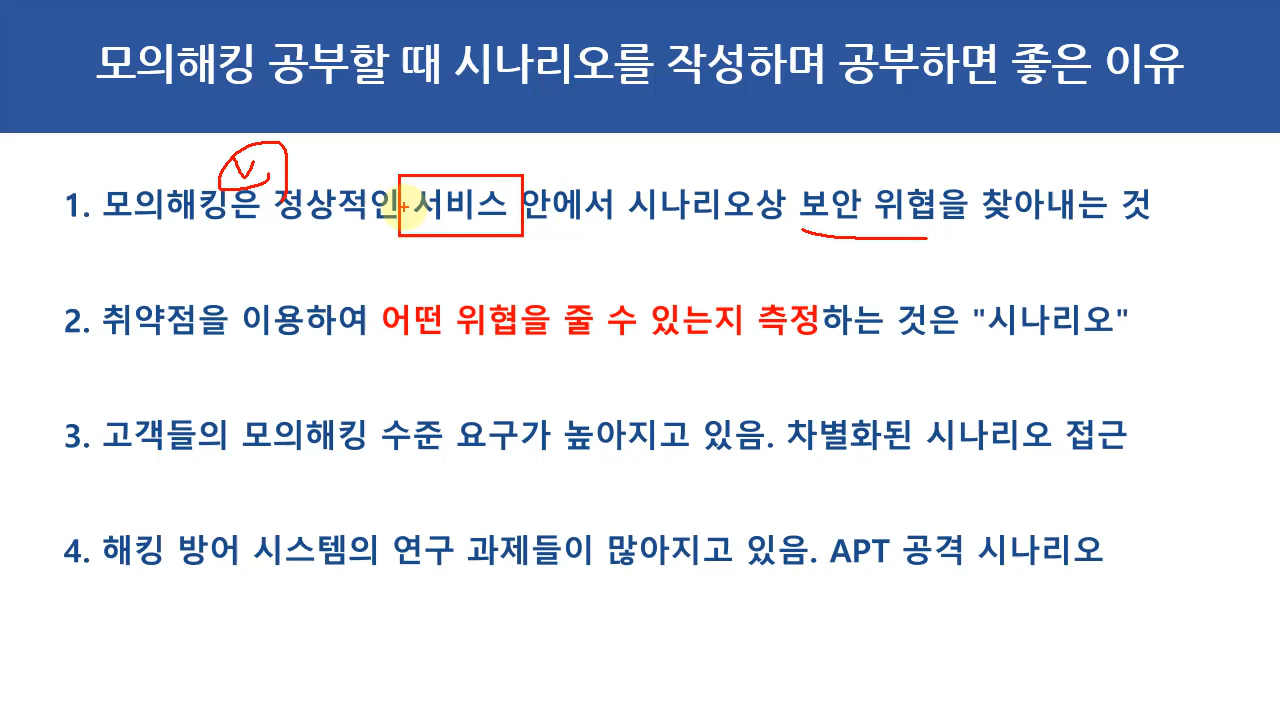 모의해킹 공부할 때 시나리오를 작성하며 공부하면 좋은 이유
V
1. 모의해킹은 정상적인 서비스 안에서 시나리오상 보안 위협을 찾아내는 것
2. 취약점을 이용하여 어떤 위협을 줄 수 있는지 측정하는 것은 "시나리오"
3. 고객들의 모의해킹 수준 요구가 높아지고 있음. 차별화된 시나리오 접근
4. 해킹 방어 시스템의 연구 과제들이 많아지고 있음. APT 공격 시나리오